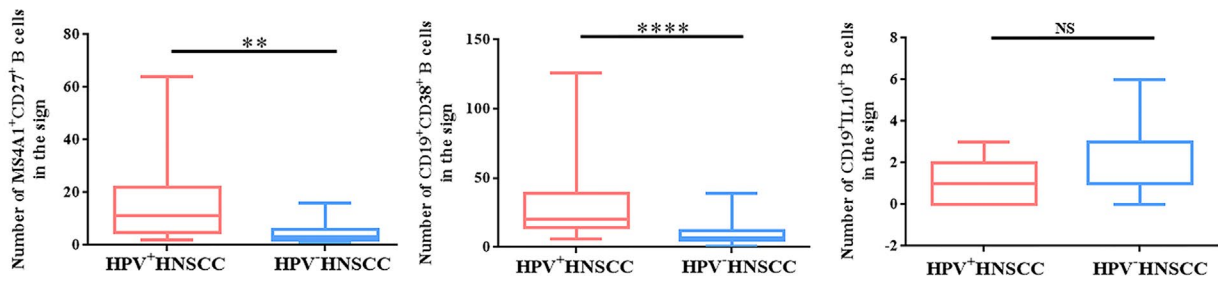 Number of MS4A1⁺CD27⁺ B cells
in the sign
80
60
40
20
0
**
HPV⁺HNSCC
HPV⁻HNSCC
Number of CD19⁺CD38⁺ B cells
in the sign
150
100
50
0
****
HPV⁺HNSCC
HPV⁻HNSCC
Number of CD19⁺IL10⁺ B cells
in the sign
8
6
4
2
0
-2
NS
HPV⁺HNSCC
HPV⁻HNSCC